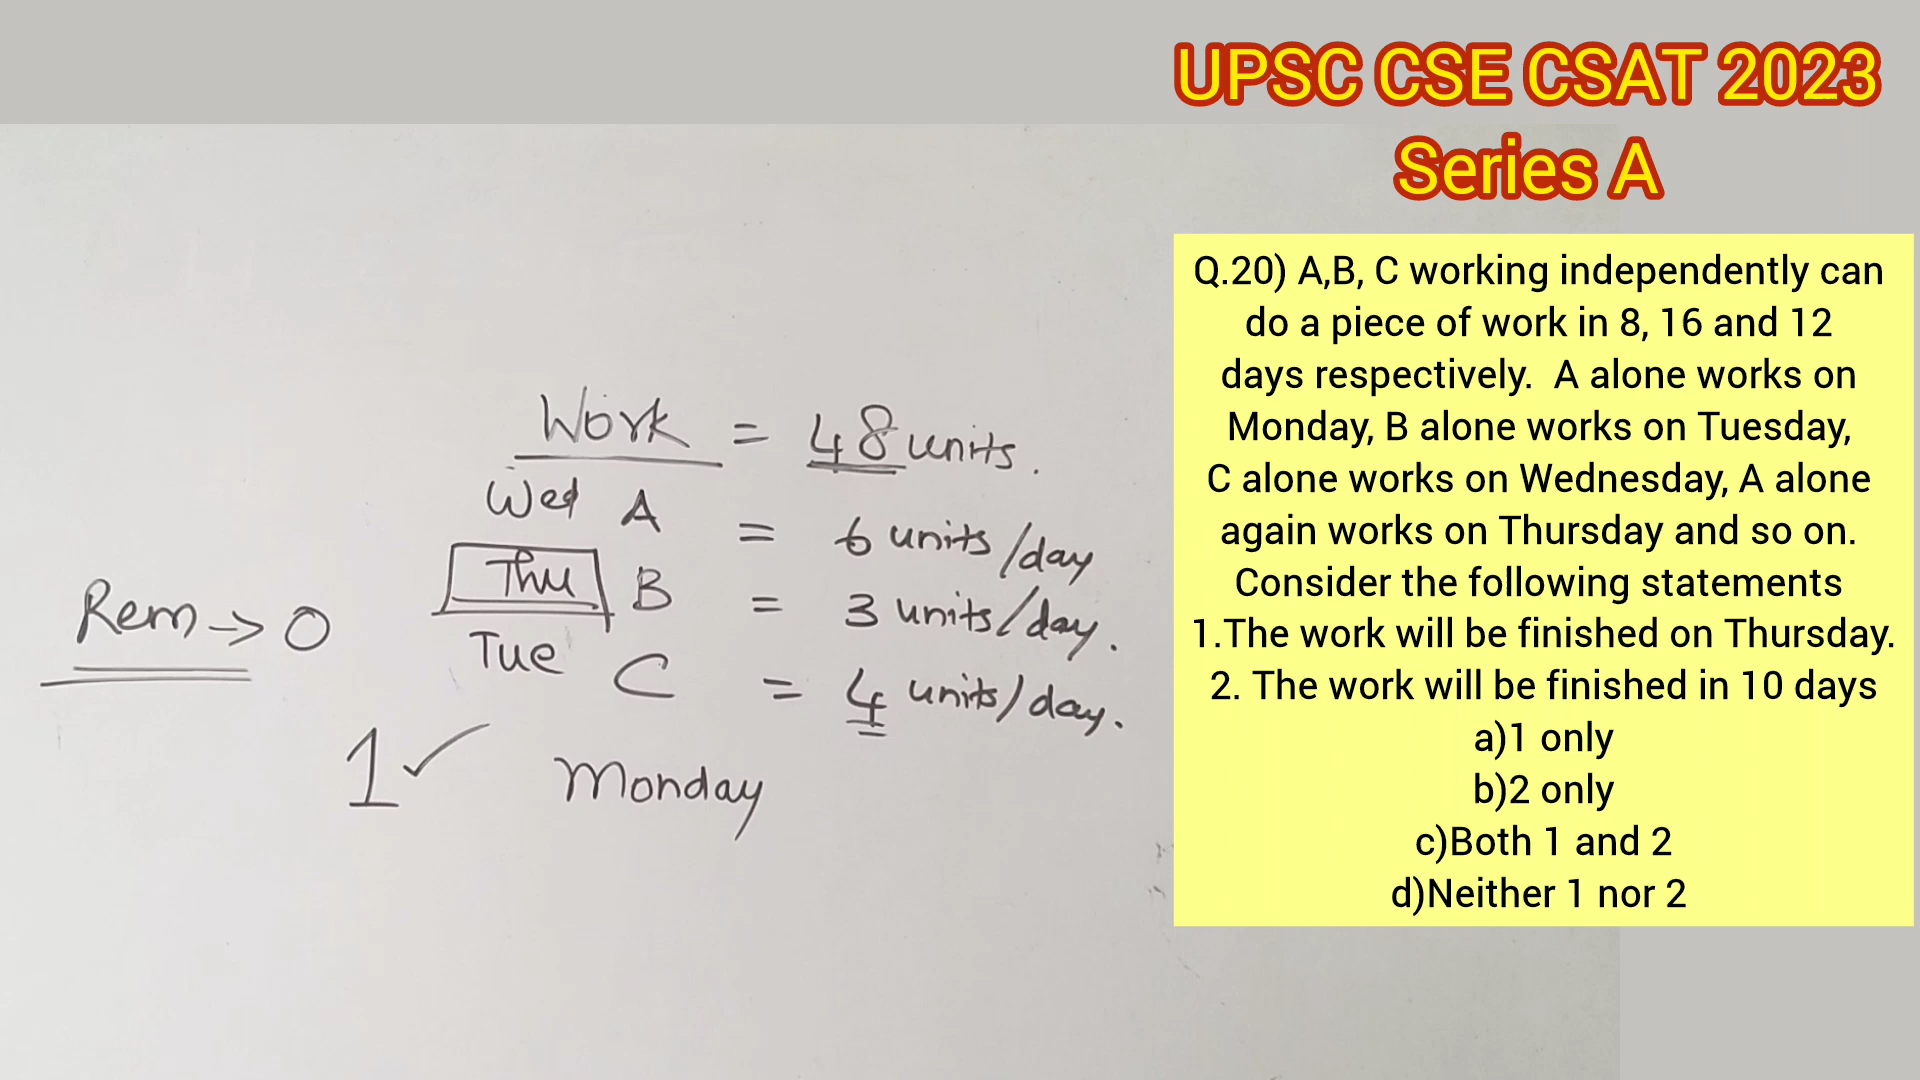 UPSC CSE CSAT 2023
Series A
Q.20) A,B, C working independently can
do a piece of work in 8, 16 and 12
days respectively. A alone works on
Monday, B alone works on Tuesday,
C alone works on Wednesday, A alone
again works on Thursday and so on.
Consider the following statements
1.The work will be finished on Thursday.
2. The work will be finished in 10 days
a)1 only
b)2 only
c)Both 1 and 2
d)Neither 1 nor 2
Work = 48 units.
Wed A = 6 units/day
Thu B = 3 units/day.
Tue C = 4 units/day.
Rem → 0
1 ✓ Monday